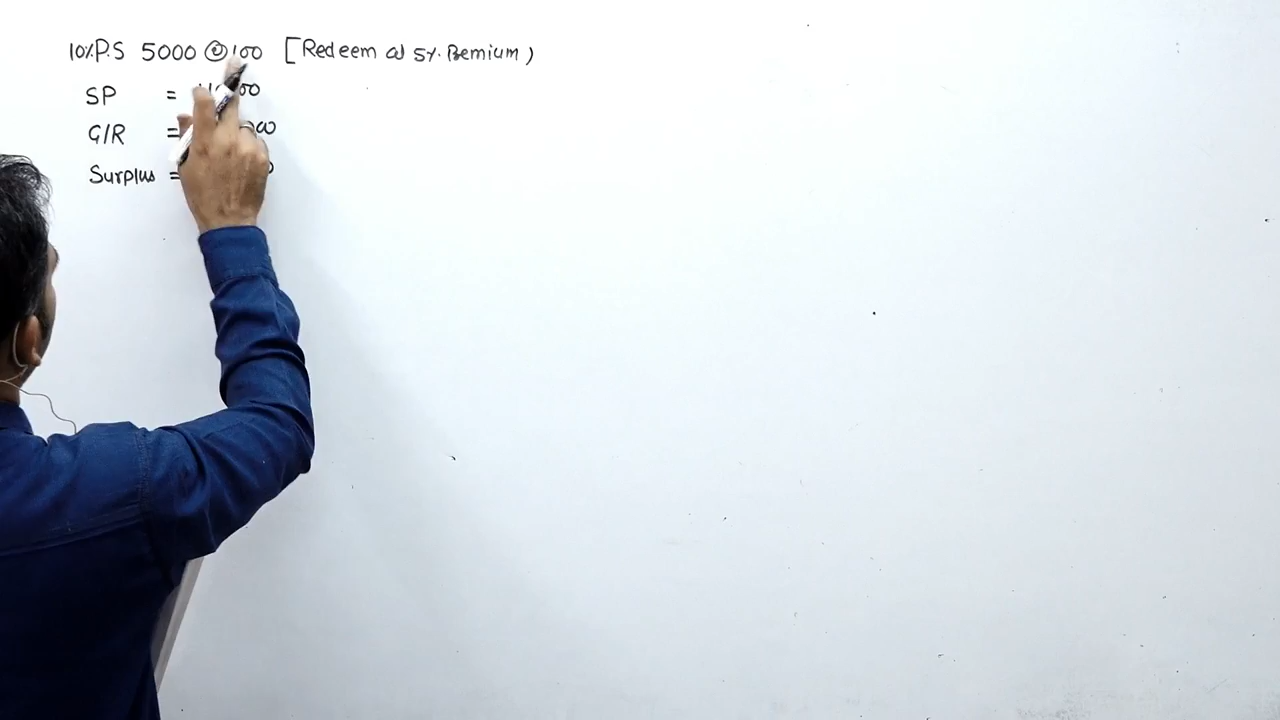 10%P.S 5000 @ 100 [Redeem @ 5% Premium )
SP =
G/R =
Surplus =